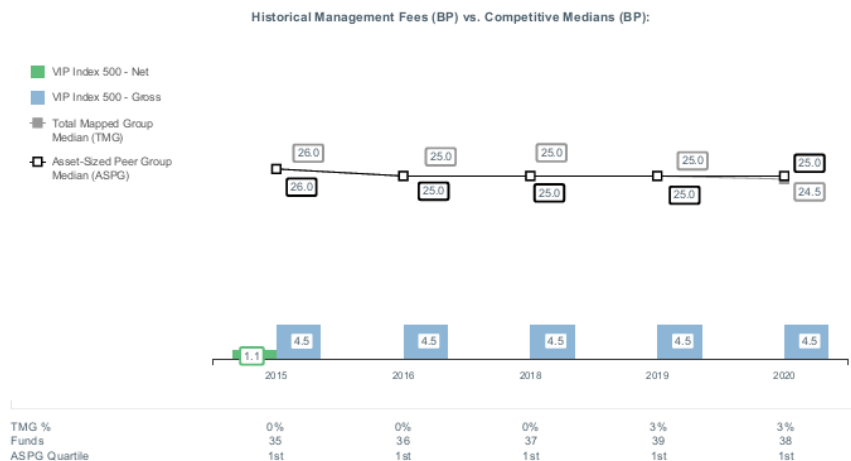 Historical Management Fees (BP) vs. Competitive Medians (BP):
VIP Index 500 - Net
VIP Index 500 - Gross
Total Mapped Group
Median (TMG)
Asset-Sized Peer Group
Median (ASPG)
26.0 25.0 25.0 25.0 25.0
26.0 25.0 25.0 25.0 24.5
4.5 4.5 4.5 4.5 4.5
1.1
2015 2016 2018 2019 2020
TMG % 0% 0% 0% 3% 3%
Funds 35 36 37 39 38
ASPG Quartile 1st 1st 1st 1st 1st